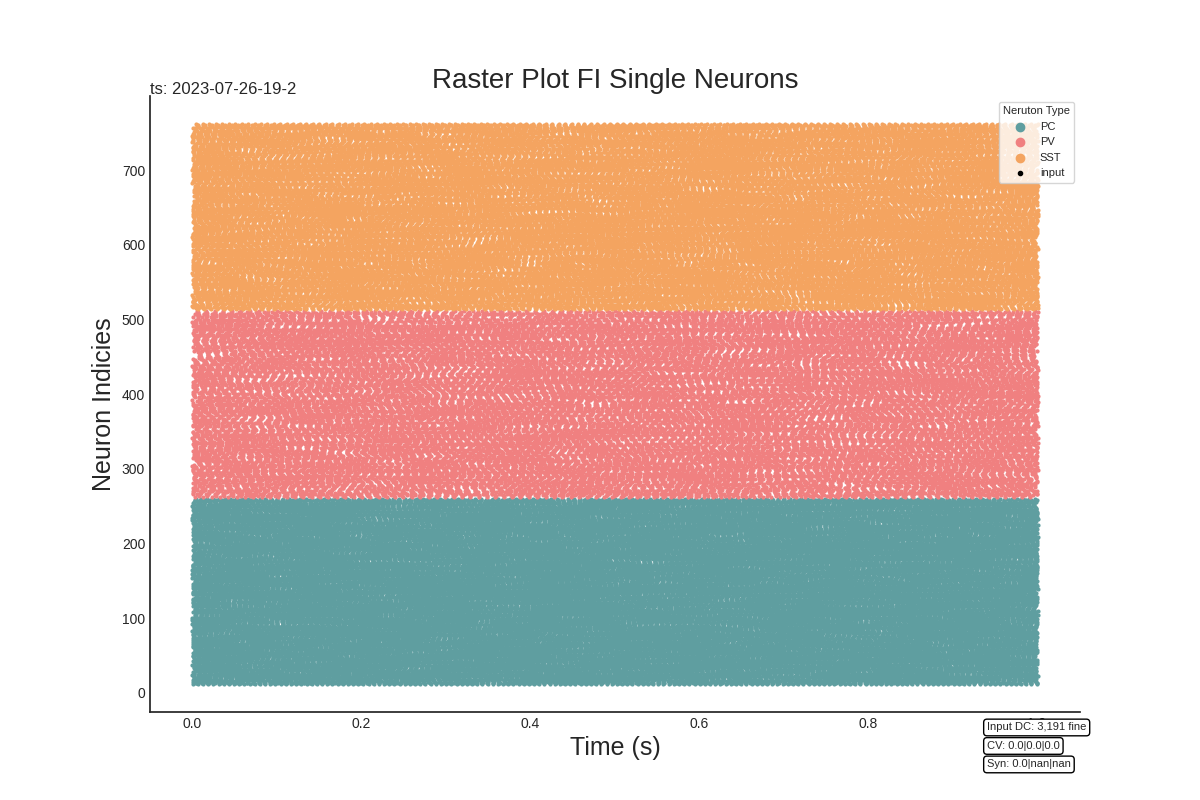 Raster Plot FI Single Neurons
ts: 2023-07-26-19-2
Neruton Type
PC
PV
SST
input
Neuron Indicies
700
600
500
400
300
200
100
0
0.0
0.2
0.4
0.6
0.8
Time (s)
Input DC: 3,191 fine
CV: 0.0|0.0|0.0
Syn: 0.0|nan|nan